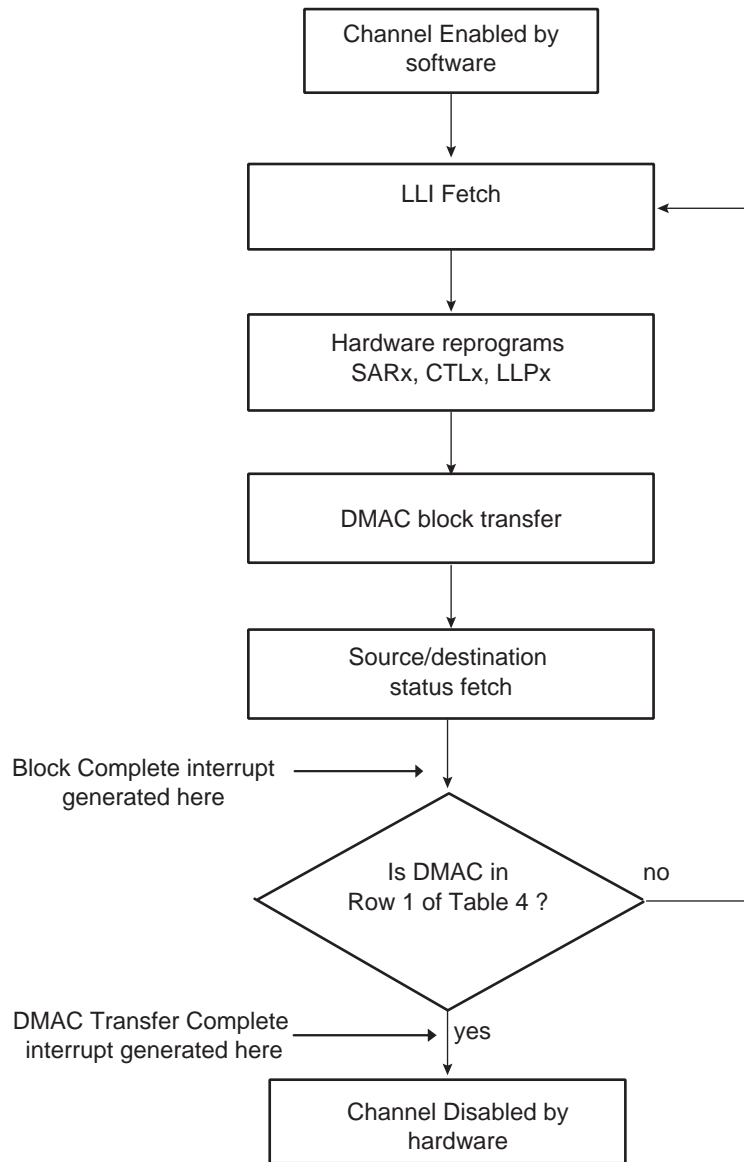 Channel Enabled by
software
LLI Fetch
Hardware reprograms
SARx, CTLx, LLPx
DMAC block transfer
Source/destination
status fetch
Block Complete interrupt
generated here
Is DMAC in
Row 1 of Table 4 ?
no
DMAC Transfer Complete
interrupt generated here
yes
Channel Disabled by
hardware